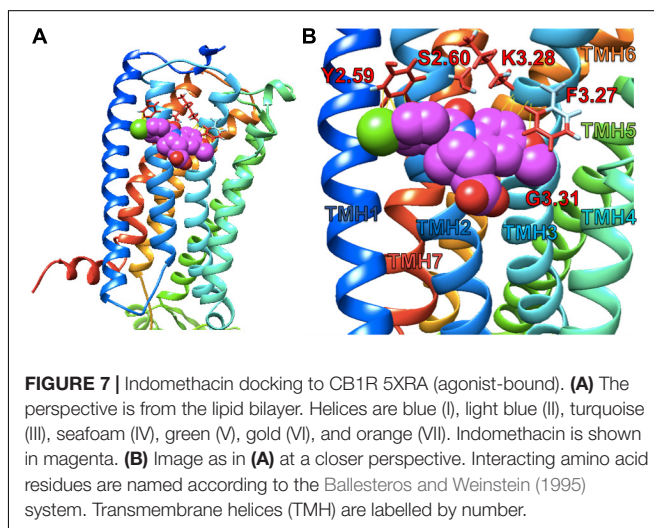 A
B
S2.60
K3.28
TMH6
Y2.59
F3.27
TMH5
G3.31
TMH1
TMH2
TMH3
TMH4
TMH7
FIGURE 7 | Indomethacin docking to CB1R 5XRA (agonist-bound). (A) The
perspective is from the lipid bilayer. Helices are blue (I), light blue (II), turquoise
(III), seafoam (IV), green (V), gold (VI), and orange (VII). Indomethacin is shown
in magenta. (B) Image as in (A) at a closer perspective. Interacting amino acid
residues are named according to the Ballesteros and Weinstein (1995)
system. Transmembrane helices (TMH) are labelled by number.